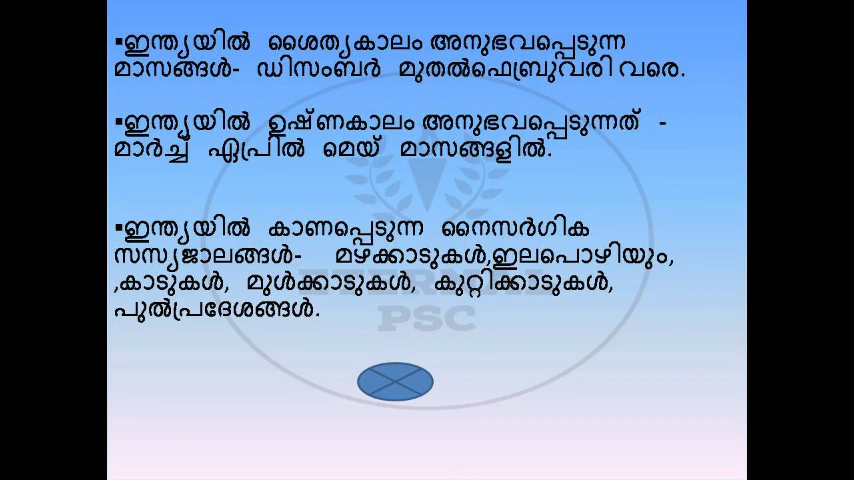 ▪ഇന്ത്യയിൽ ശൈത്യകാലം അനുഭവപ്പെടുന്ന
മാസങ്ങൾ- ഡിസംബർ മുതൽഫെബ്രുവരി വരെ.
▪ഇന്ത്യയിൽ ഉഷ്ണകാലം അനുഭവപ്പെടുന്നത് -
മാർച്ച് ഏപ്രിൽ മെയ് മാസങ്ങളിൽ.
▪ഇന്ത്യയിൽ കാണപ്പെടുന്ന നൈസർഗിക
സസ്യജാലങ്ങൾ- മഴക്കാടുകൾ,ഇലപൊഴിയും,
,കാടുകൾ, മുൾക്കാടുകൾ, കുറ്റിക്കാടുകൾ,
ETERNAL
പുൽപ്രദേശങ്ങൾ.
PSC